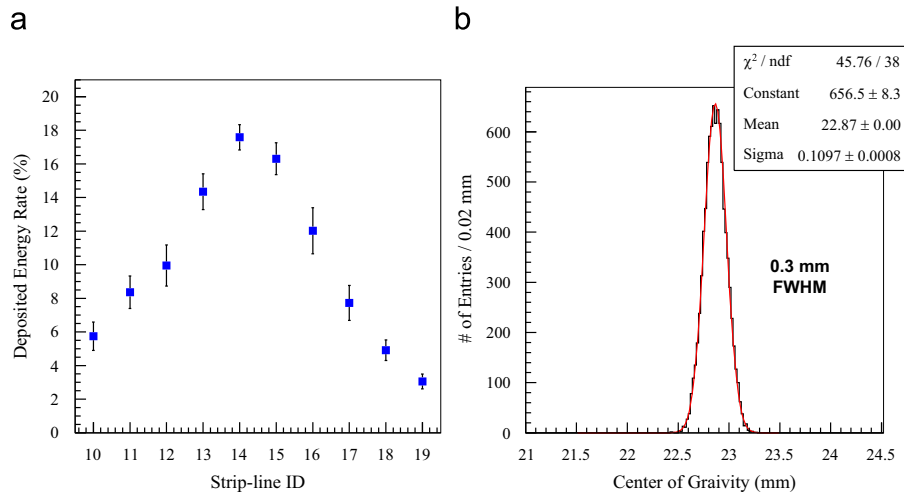 a
Deposited Energy Rate (%)
20
18
16
14
12
10
8
6
4
2
0
10 11 12 13 14 15 16 17 18 19
Strip-line ID
b
χ² / ndf 45.76 / 38
Constant 656.5 ± 8.3
Mean 22.87 ± 0.00
Sigma 0.1097 ± 0.0008
# of Entries / 0.02 mm
600
500
400
300
200
100
0
0.3 mm
FWHM
21 21.5 22 22.5 23 23.5 24 24.5
Center of Graivity (mm)